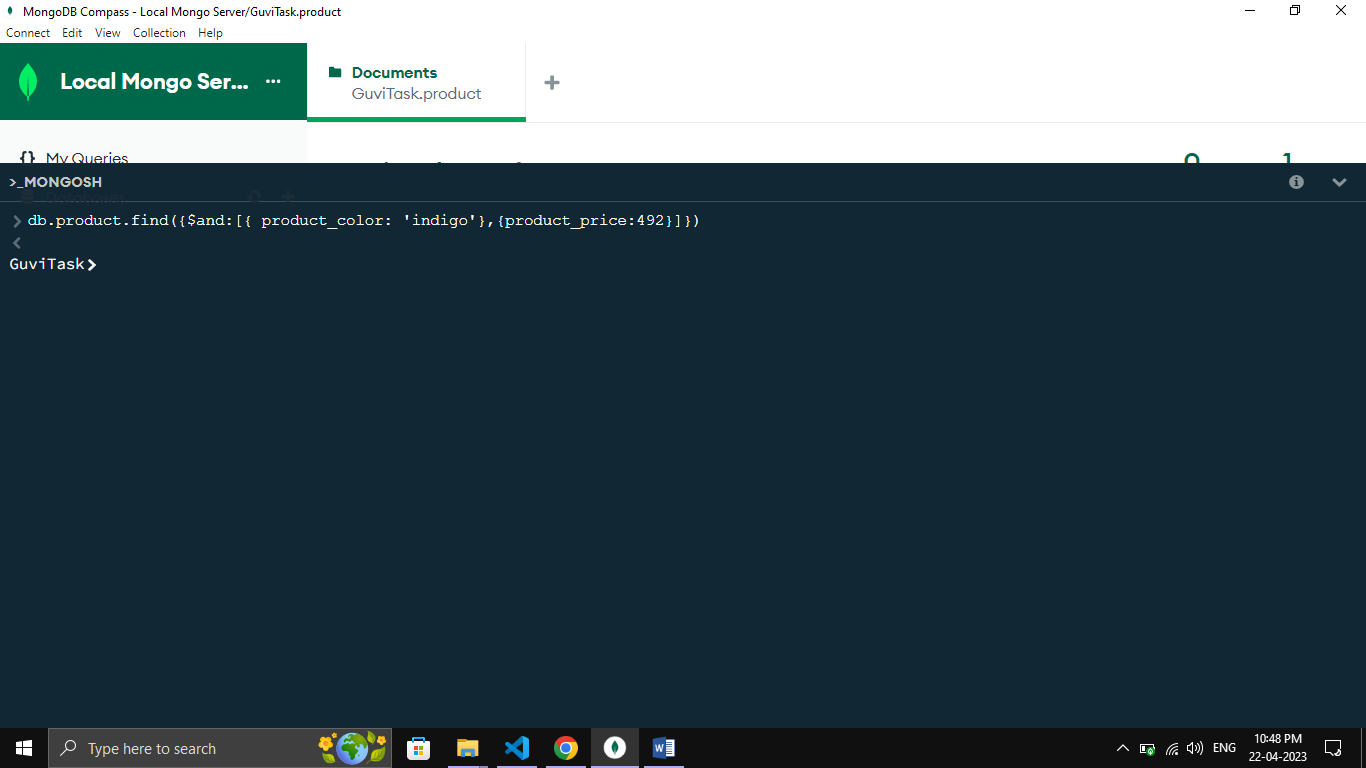 MongoDB Compass - Local Mongo Server/GuviTask.product
Connect Edit View Collection Help
Local Mongo Ser... ...
Documents
GuviTask.product
My Queries
>_MONGOSH
db.product.find({$and:[{ product_color: 'indigo'},{product_price:492}]})
GuviTask>
Type here to search
ENG
10:48 PM
22-04-2023